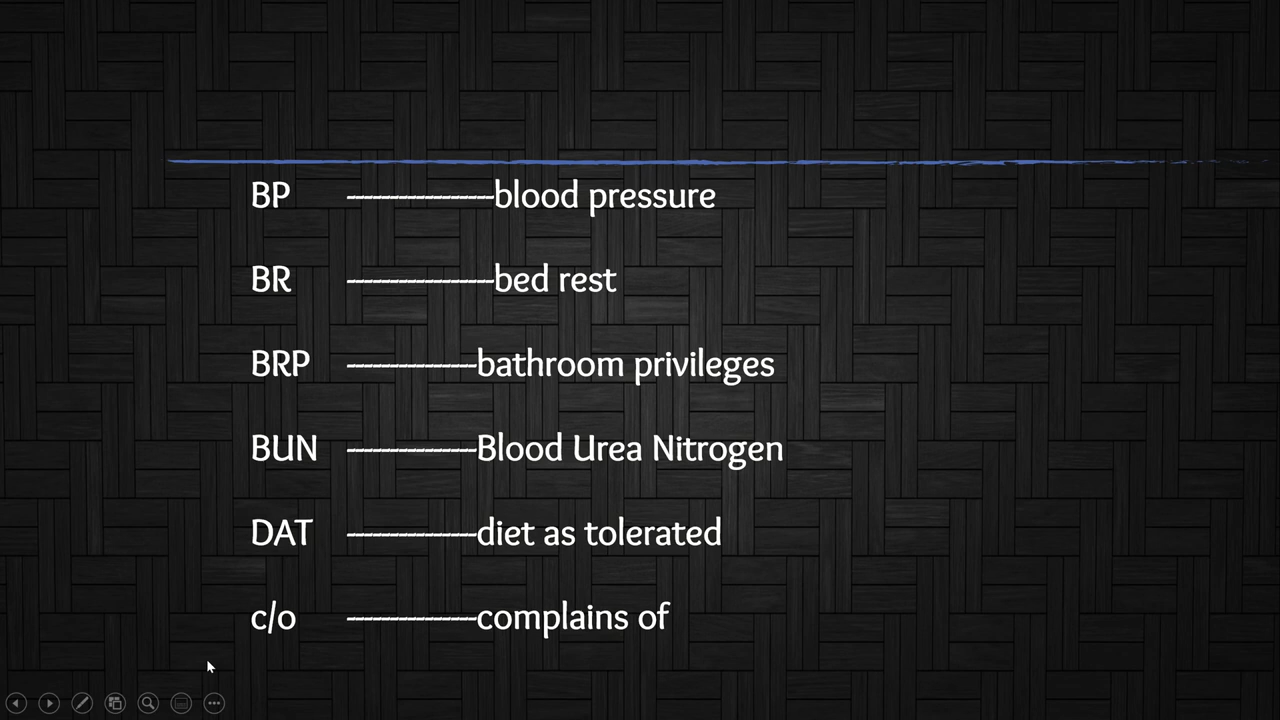 BP -----------------blood pressure
BR -----------------bed rest
BRP ---------------bathroom privileges
BUN ---------------Blood Urea Nitrogen
DAT ---------------diet as tolerated
c/o ---------------complains of